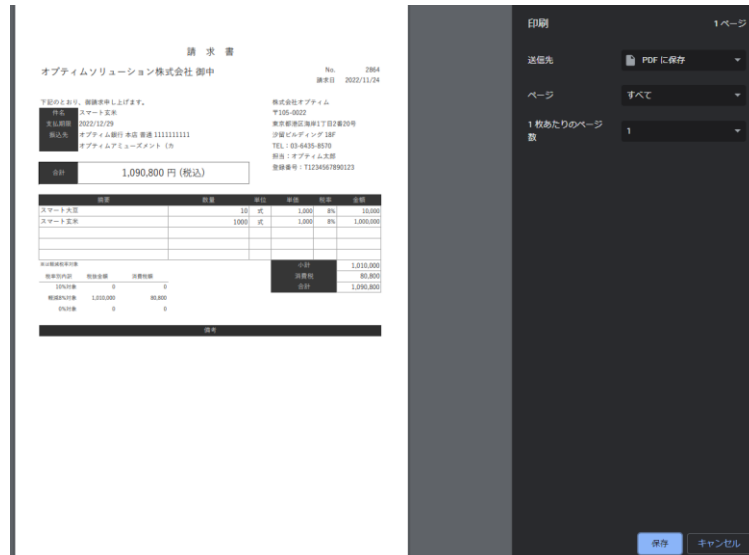 請 求 書
オプティムソリューション株式会社 御中
No. 2864
請求日 2022/11/24
下記のとおり、御請求申し上げます。
件名 スマート玄米
支払期限 2022/12/29
振込先 オプティム銀行 本店 普通 1111111111
オプティムアミューズメント（カ
株式会社オプティム
〒105-0022
東京都港区海岸1丁目2番20号
汐留ビルディング 18F
TEL：03-6435-8570
担当：オプティム太郎
登録番号：T1234567890123
合計 1,090,800 円 (税込)
摘要 数量 単位 単価 税率 金額
スマート大豆 10 式 1,000 8% 10,000
スマート玄米 1000 式 1,000 8% 1,000,000
※は軽減税率対象
小計 1,010,000
消費税 80,800
合計 1,090,800
税率別内訳 税抜金額 消費税額
10%対象 0 0
軽減8%対象 1,010,000 80,800
0%対象 0 0
備考
印刷 1 ページ
送信先 PDF に保存
ページ すべて
1 枚あたりのページ
数 1
保存 キャンセル